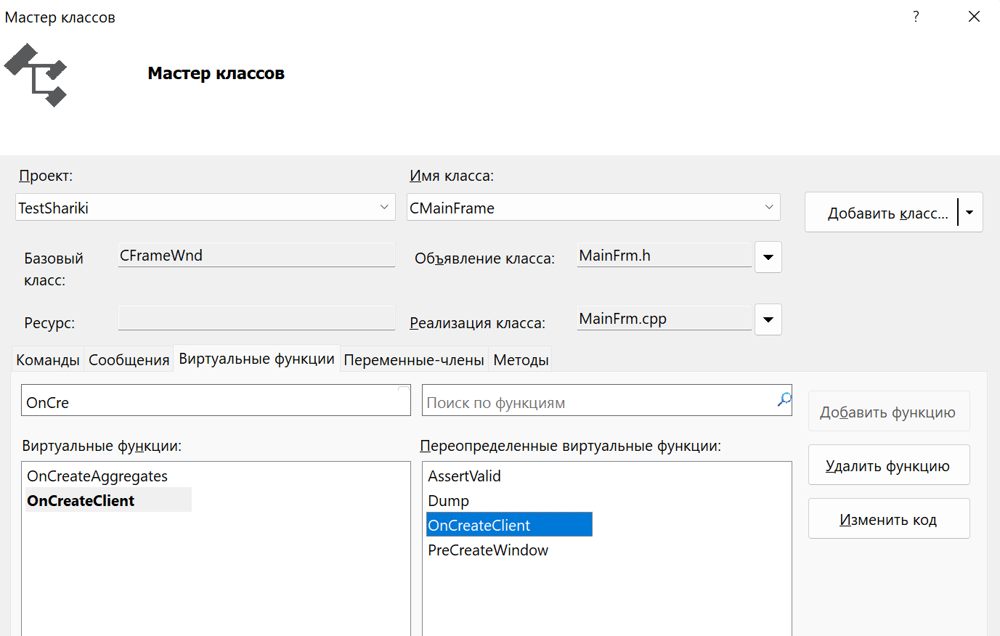 Мастер классов
?
Мастер классов
Проект:
Имя класса:
TestShariki
CMainFrame
Добавить класс...
Базовый класс:
CFrameWnd
Объявление класса:
MainFrm.h
Ресурс:
Реализация класса:
MainFrm.cpp
Команды
Сообщения
Виртуальные функции
Переменные-члены
Методы
OnCre
Поиск по функциям
Добавить функцию
Виртуальные функции:
Переопределенные виртуальные функции:
OnCreateAggregates
OnCreateClient
AssertValid
Dump
OnCreateClient
PreCreateWindow
Удалить функцию
Изменить код